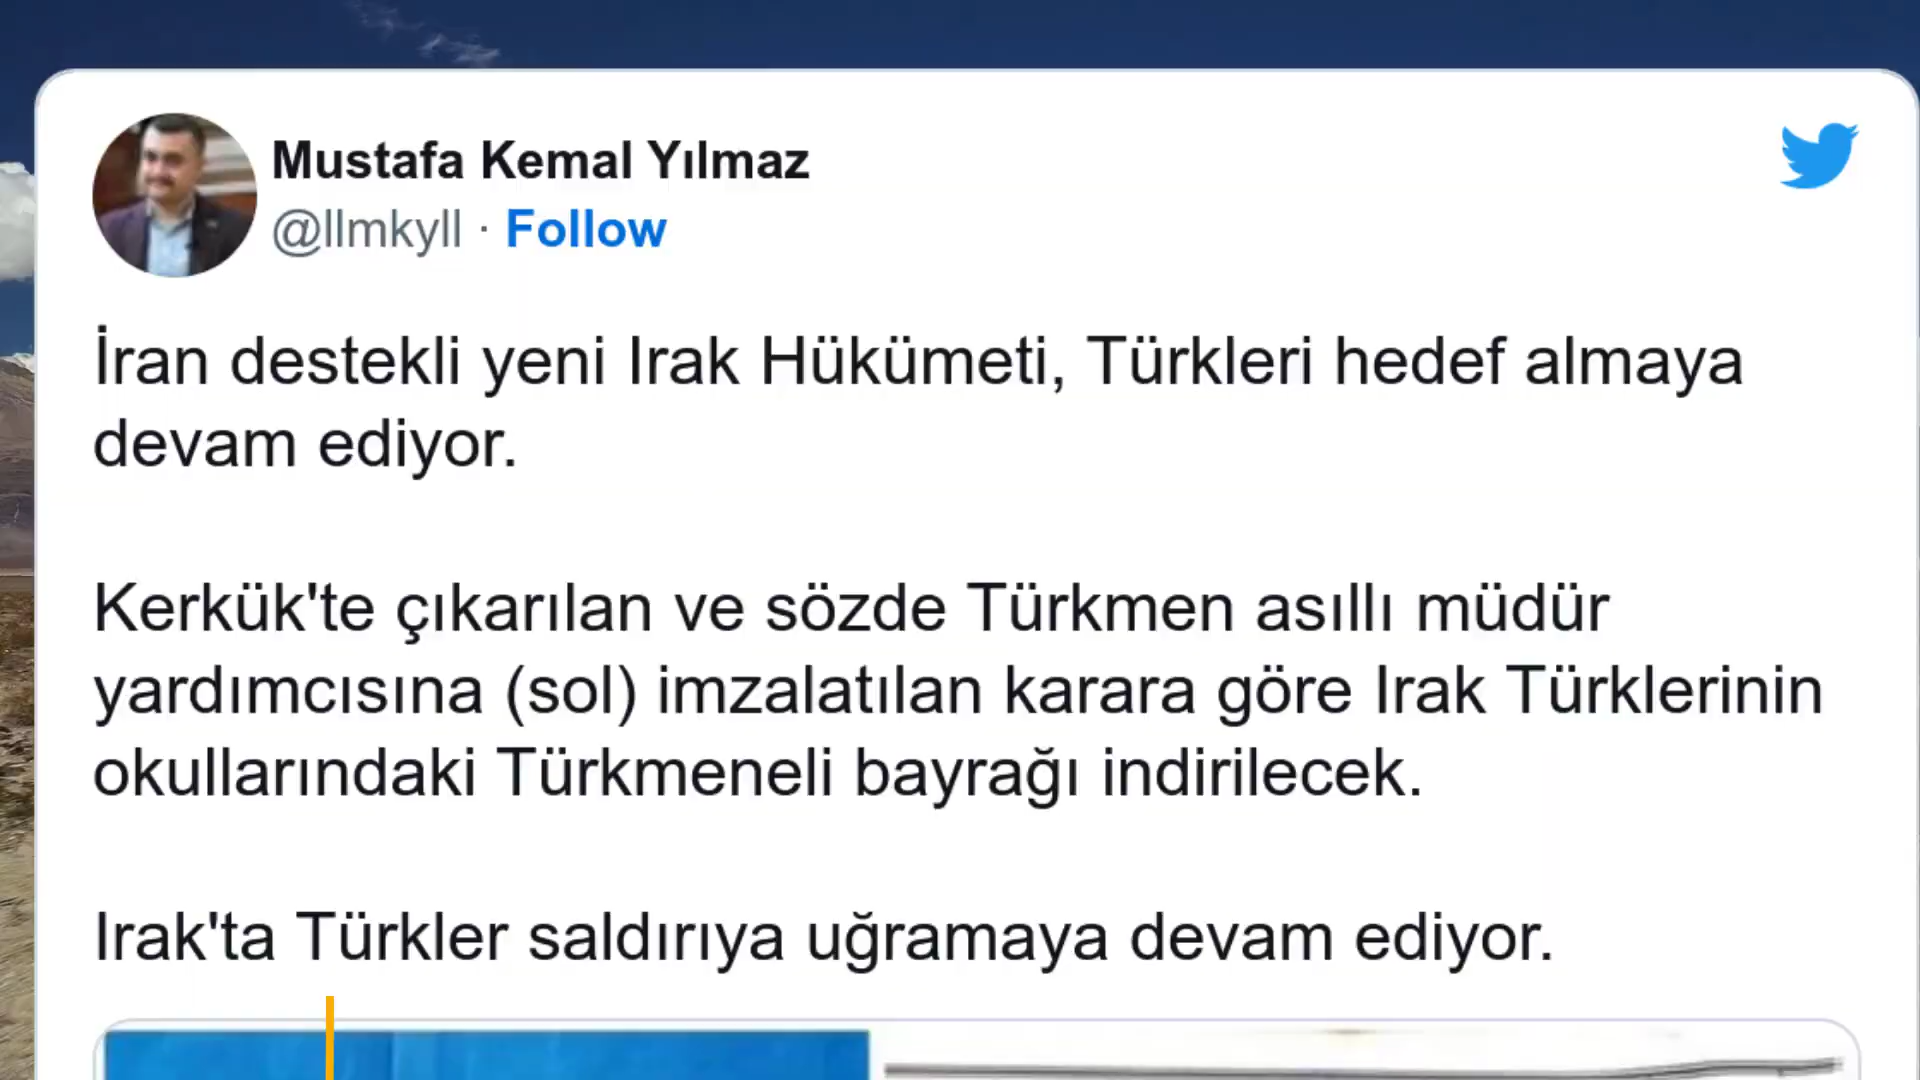 Mustafa Kemal Yılmaz
@llmkyll · Follow
İran destekli yeni Irak Hükümeti, Türkleri hedef almaya
devam ediyor.
Kerkük'te çıkarılan ve sözde Türkmen asıllı müdür
yardımcısına (sol) imzalatılan karara göre Irak Türklerinin
okullarındaki Türkmeneli bayrağı indirilecek.
Irak'ta Türkler saldırıya uğramaya devam ediyor.